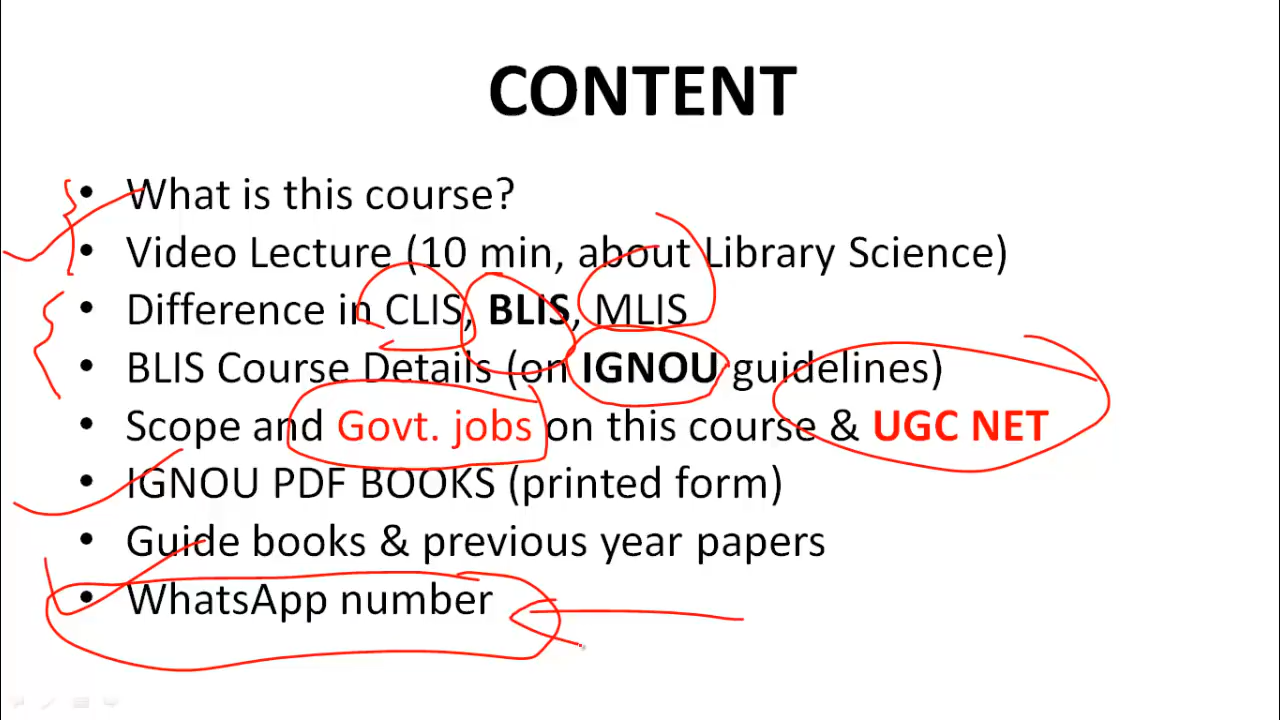 CONTENT
• What is this course?
• Video Lecture (10 min, about Library Science)
• Difference in CLIS, BLIS, MLIS
• BLIS Course Details (on IGNOU guidelines)
• Scope and Govt. jobs on this course & UGC NET
• IGNOU PDF BOOKS (printed form)
• Guide books & previous year papers
• WhatsApp number